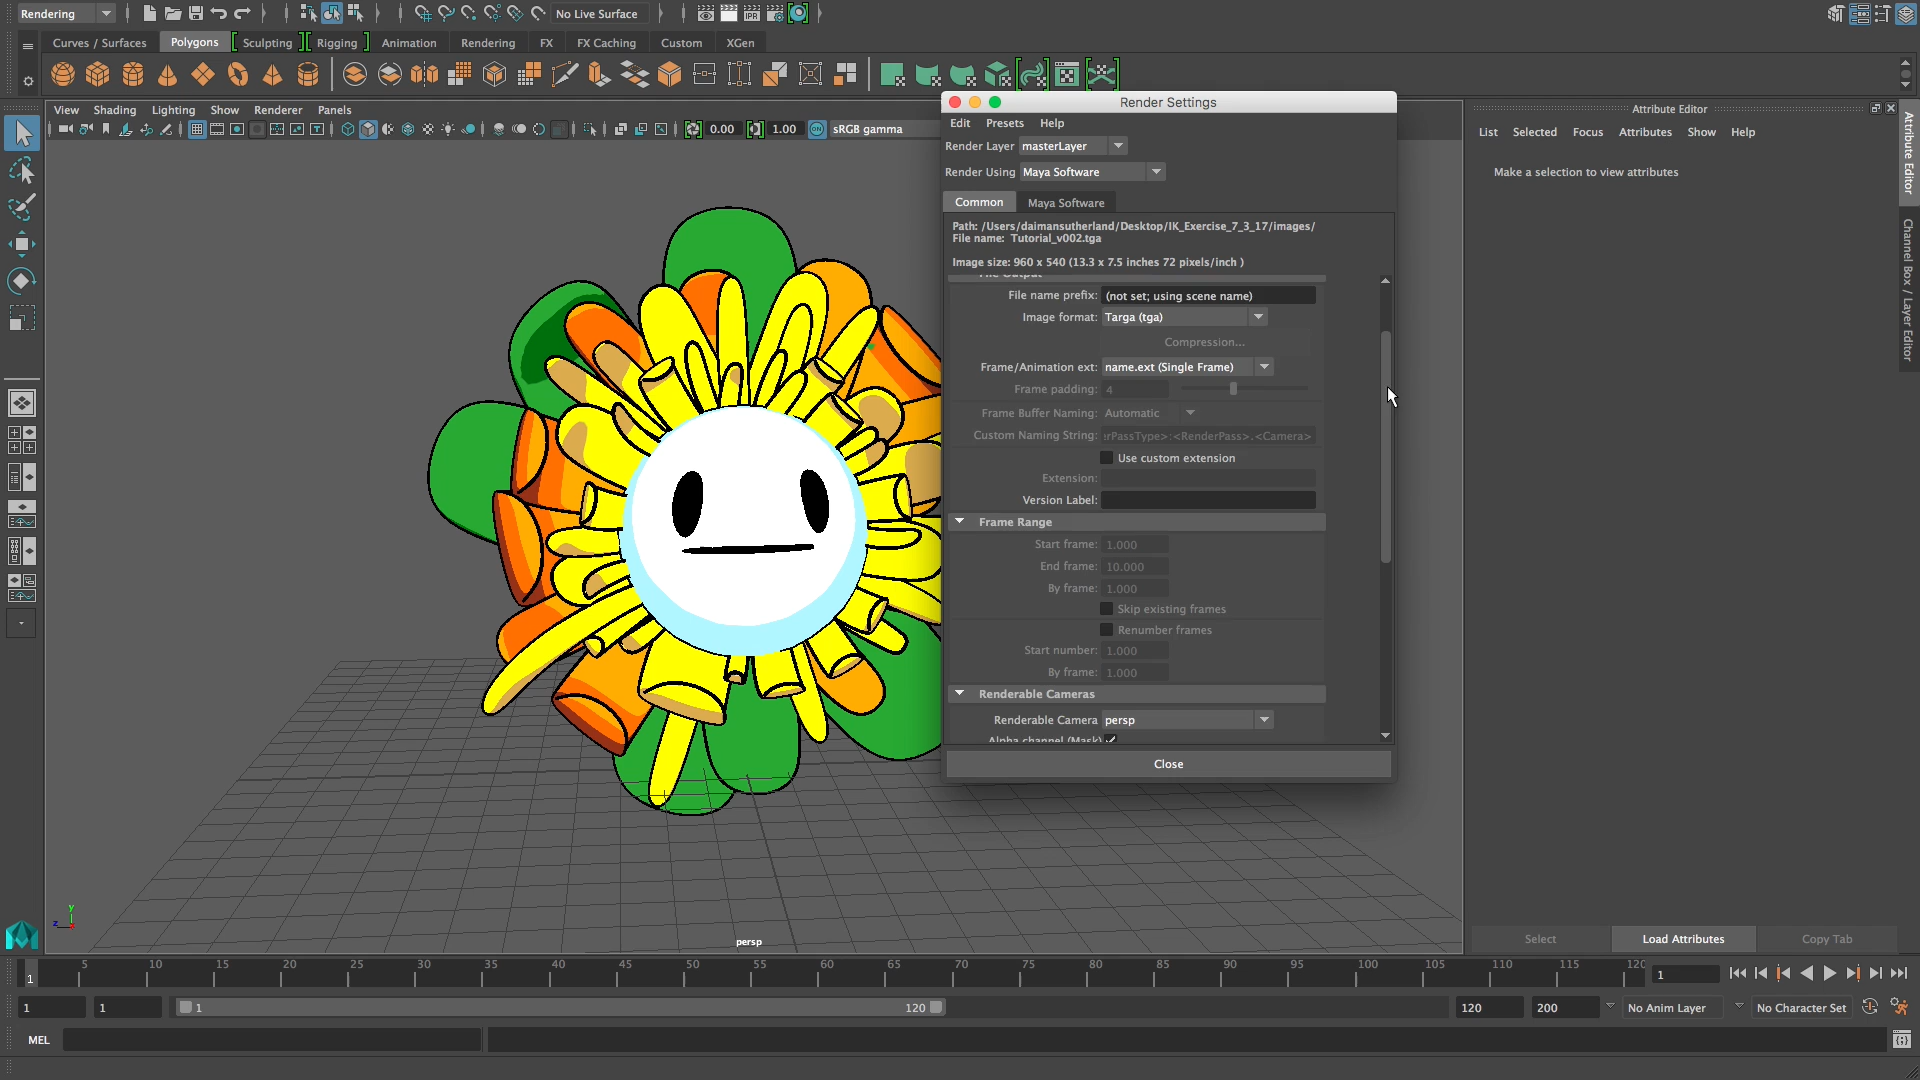 Rendering
No Live Surface
Curves / Surfaces Polygons Sculpting Rigging Animation Rendering FX FX Caching Custom XGen
View Shading Lighting Show Renderer Panels
0.00 1.00 ON sRGB gamma
Render Settings
Edit Presets Help
Render Layer masterLayer
Render Using Maya Software
Common Maya Software
Path: /Users/daimansutherland/Desktop/IK_Exercise_7_3_17/images/
File name: Tutorial_v002.tga
Image size: 960 x 540 (13.3 x 7.5 inches 72 pixels/inch )
File Output
File name prefix: (not set; using scene name)
Image format: Targa (tga)
Compression...
Frame/Animation ext: name.ext (Single Frame)
Frame padding: 4
Frame Buffer Naming: Automatic
Custom Naming String: erPassType>:<RenderPass>.<Camera>
Use custom extension
Extension:
Version Label:
Frame Range
Start frame: 1.000
End frame: 10.000
By frame: 1.000
Skip existing frames
Renumber frames
Start number: 1.000
By frame: 1.000
Renderable Cameras
Renderable Camera persp
Alpha channel (Mask)
Close
Attribute Editor
List Selected Focus Attributes Show Help
Make a selection to view attributes
Attribute Editor
Channel Box / Layer Editor
Select Load Attributes Copy Tab
y
z x
persp
1 5 10 15 20 25 30 35 40 45 50 55 60 65 70 75 80 85 90 95 100 105 110 115 120
1
1 1 1 120 120 200 No Anim Layer No Character Set
MEL